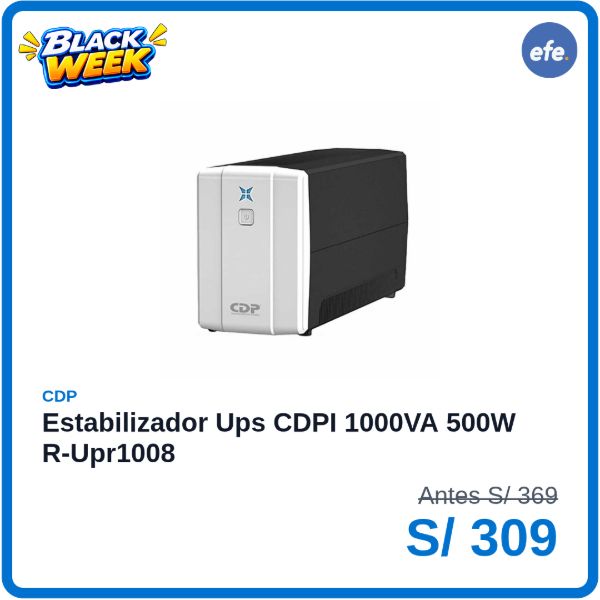 BLACK
WEEK
efe.
CDP
CDP
Estabilizador Ups CDPI 1000VA 500W
R-Upr1008
Antes S/ 369
S/ 309